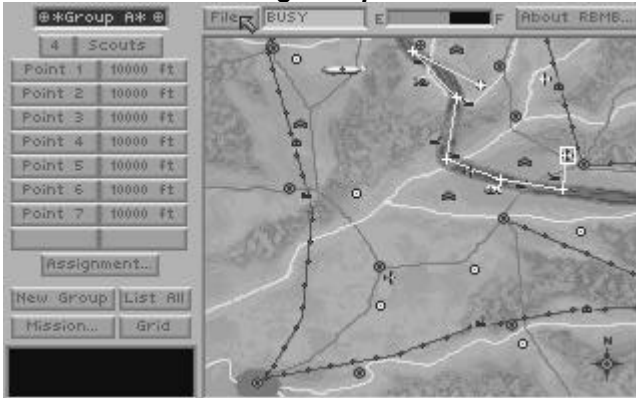 *Group A*
File BUSY E F About RBMB...
4 Scouts
Point 1 10000 ft
Point 2 10000 ft
Point 3 10000 ft
Point 4 10000 ft
Point 5 10000 ft
Point 6 10000 ft
Point 7 10000 ft
Assignment...
New Group List All
Mission... Grid
N